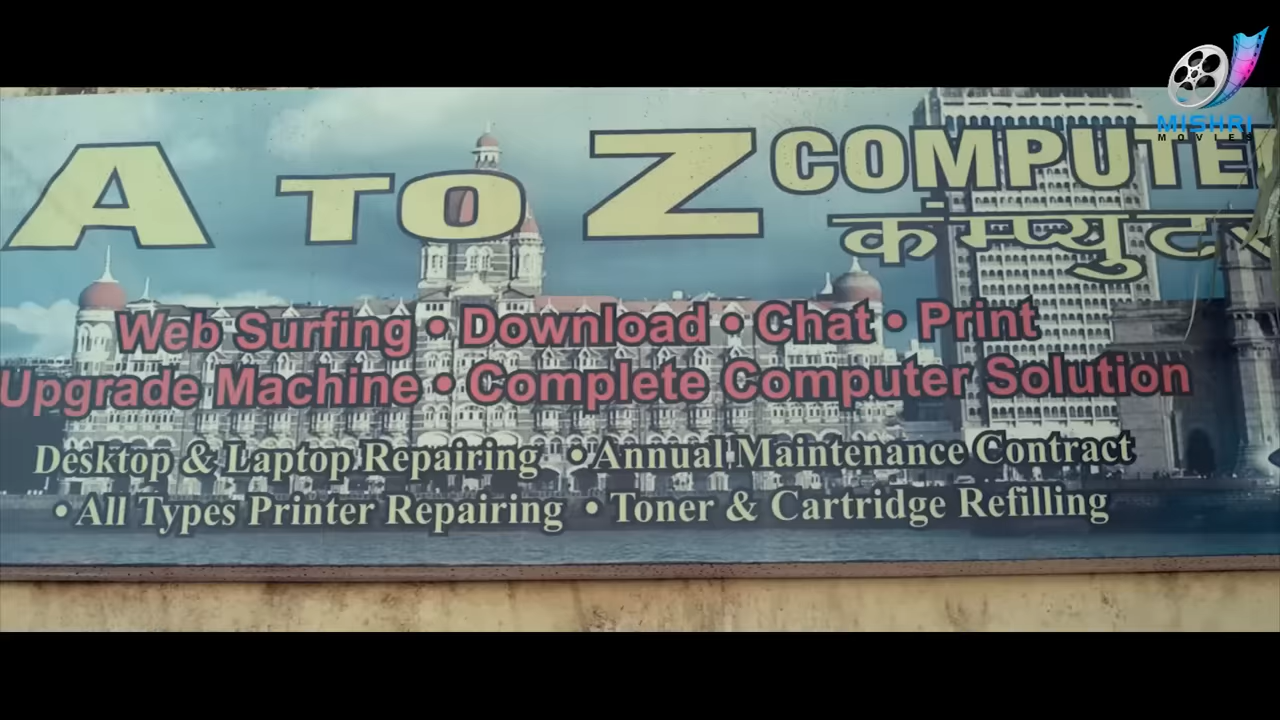 MISHRI
MOVIES
A TO Z COMPUTE
कंम्प्युटर
Web Surfing • Download • Chat • Print
Upgrade Machine • Complete Computer Solution
Desktop & Laptop Repairing • Annual Maintenance Contract
• All Types Printer Repairing • Toner & Cartridge Refilling